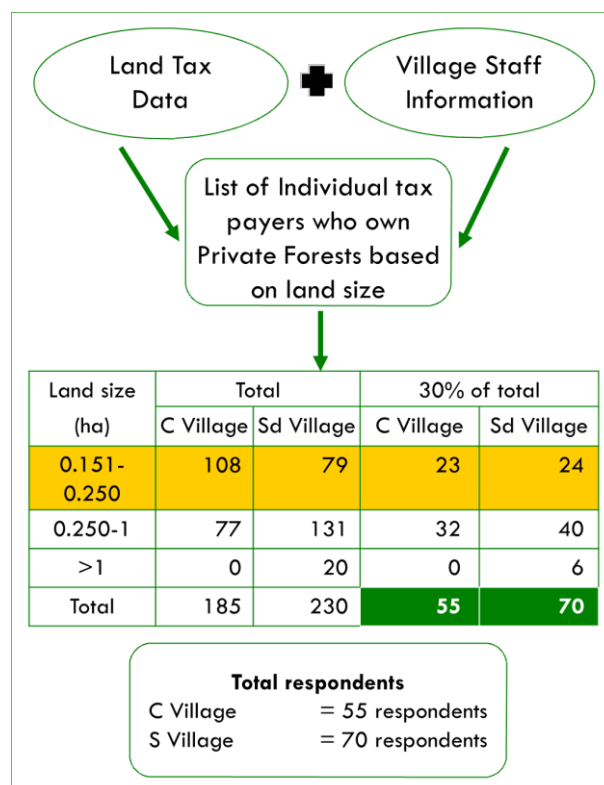 Land Tax
Data
Village Staff
Information
List of Individual tax
payers who own
Private Forests based
on land size
Land size
(ha)
Total
30% of total
C Village
Sd Village
C Village
Sd Village
0.151-
0.250
108
79
23
24
0.250-1
77
131
32
40
>1
0
20
0
6
Total
185
230
55
70
Total respondents
C Village = 55 respondents
S Village = 70 respondents